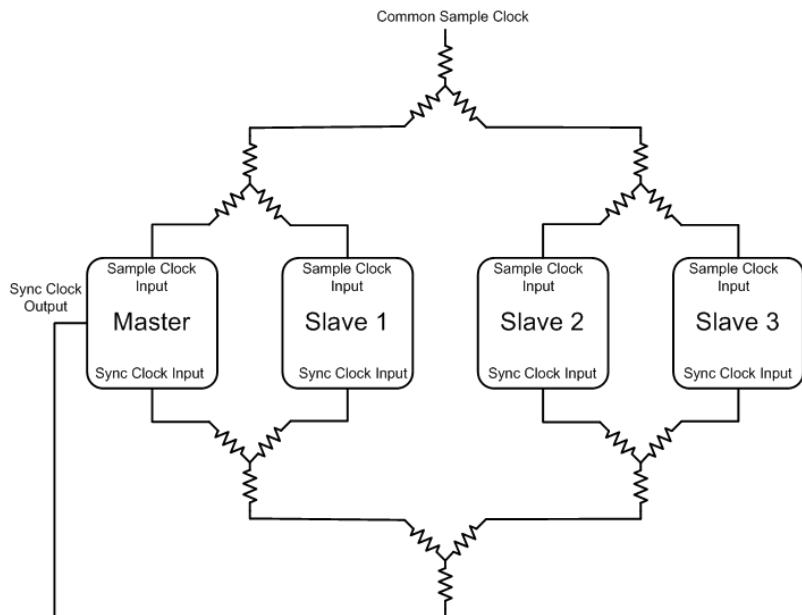 Common Sample Clock
Sample Clock
Input
Sample Clock
Input
Sample Clock
Input
Sample Clock
Input
Sync Clock
Output
Master
Slave 1
Slave 2
Slave 3
Sync Clock Input
Sync Clock Input
Sync Clock Input
Sync Clock Input